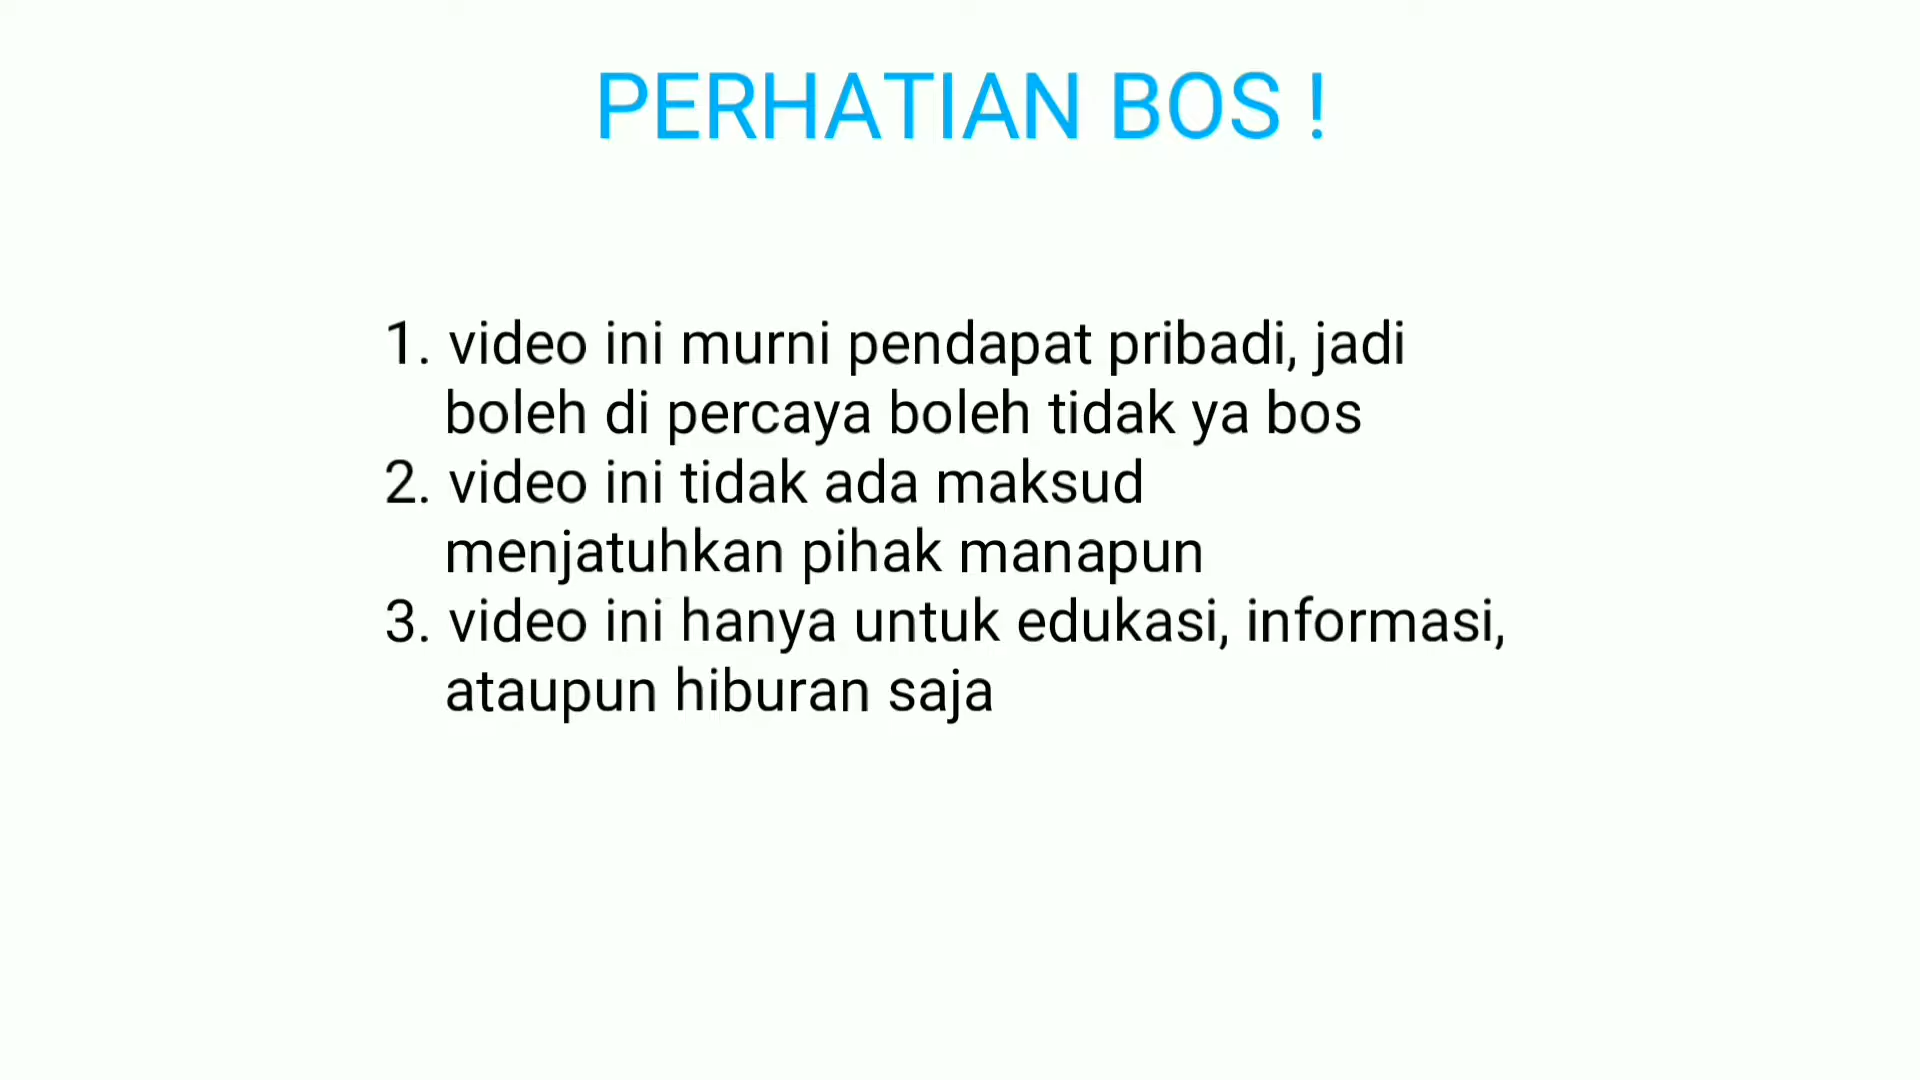 PERHATIAN BOS !
1. video ini murni pendapat pribadi, jadi
boleh di percaya boleh tidak ya bos
2. video ini tidak ada maksud
menjatuhkan pihak manapun
3. video ini hanya untuk edukasi, informasi,
ataupun hiburan saja